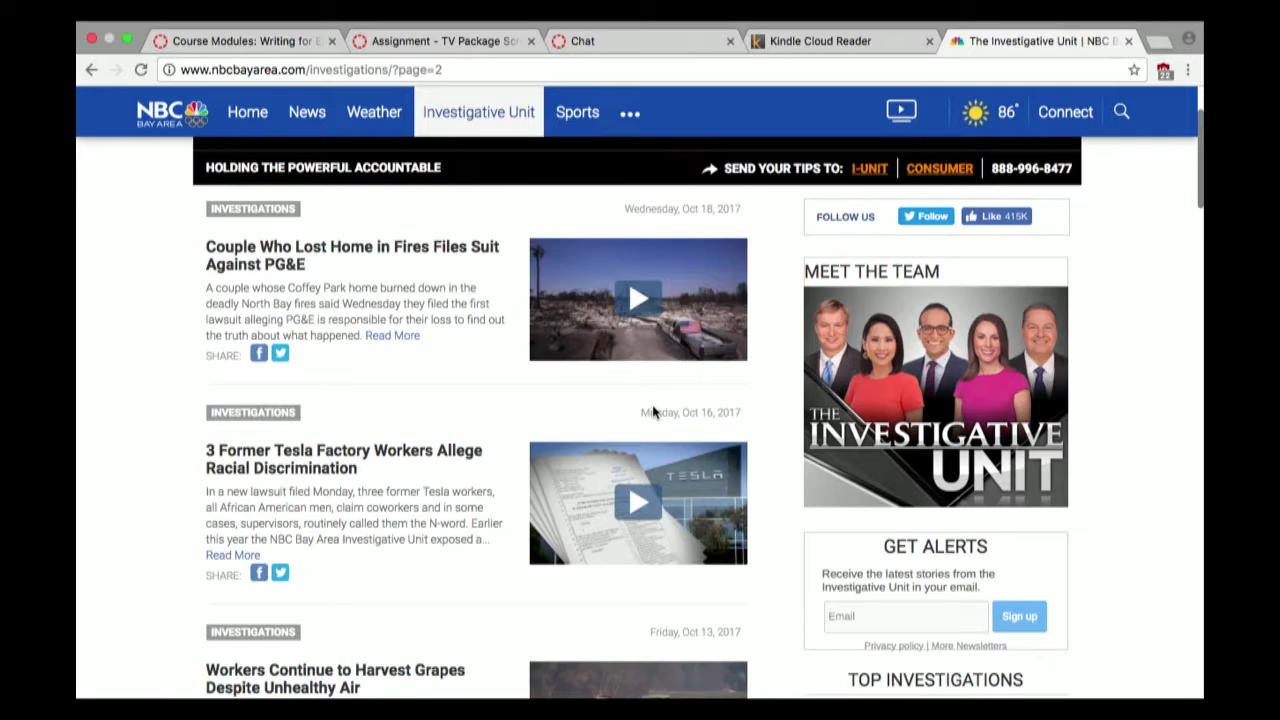 Course Modules: Writing for E
Assignment - TV Package Scr
Chat
Kindle Cloud Reader
The Investigative Unit | NBC B
www.nbcbayarea.com/investigations/?page=2
22
NBC
BAY AREA
Home
News
Weather
Investigative Unit
Sports
86°
Connect
HOLDING THE POWERFUL ACCOUNTABLE
SEND YOUR TIPS TO: I-UNIT | CONSUMER | 888-996-8477
INVESTIGATIONS
Wednesday, Oct 18, 2017
Couple Who Lost Home in Fires Files Suit
Against PG&E
A couple whose Coffey Park home burned down in the
deadly North Bay fires said Wednesday they filed the first
lawsuit alleging PG&E is responsible for their loss to find out
the truth about what happened. Read More
SHARE:
INVESTIGATIONS
Monday, Oct 16, 2017
3 Former Tesla Factory Workers Allege
Racial Discrimination
In a new lawsuit filed Monday, three former Tesla workers,
all African American men, claim coworkers and in some
cases, supervisors, routinely called them the N-word. Earlier
this year the NBC Bay Area Investigative Unit exposed a...
Read More
SHARE:
TESLA
INVESTIGATIONS
Friday, Oct 13, 2017
Workers Continue to Harvest Grapes
Despite Unhealthy Air
FOLLOW US
Follow
Like 415K
MEET THE TEAM
THE
INVESTIGATIVE
UNIT
GET ALERTS
Receive the latest stories from the
Investigative Unit in your email.
Email
Sign up
Privacy policy | More Newsletters
TOP INVESTIGATIONS